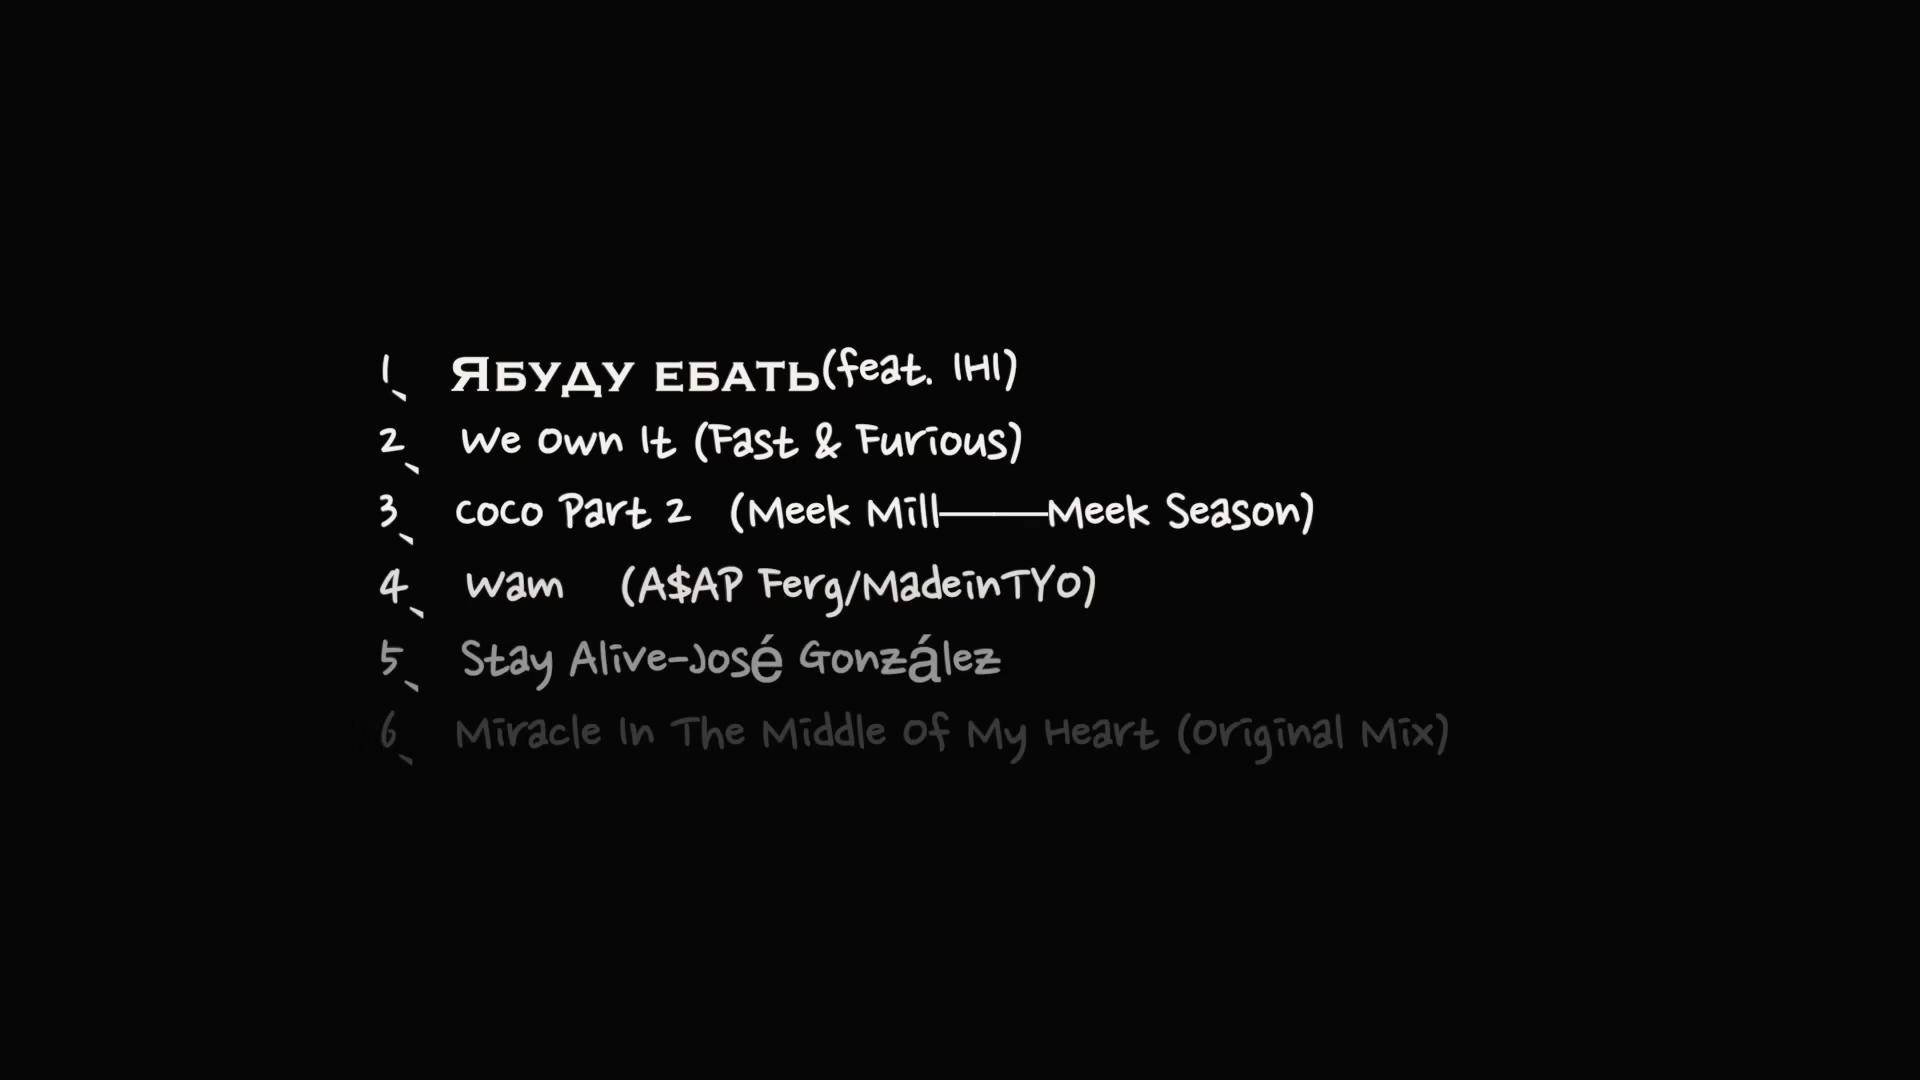 1、 Ябуду ебать(feat. IHI)
2、 We Own It (Fast & Furious)
3、 coco Part 2 (Meek Mill——Meek Season)
4、 Wam (A$AP Ferg/MadeinTYO)
5、 Stay Alive-José González
6、 Miracle In The Middle Of My Heart (Original Mix)